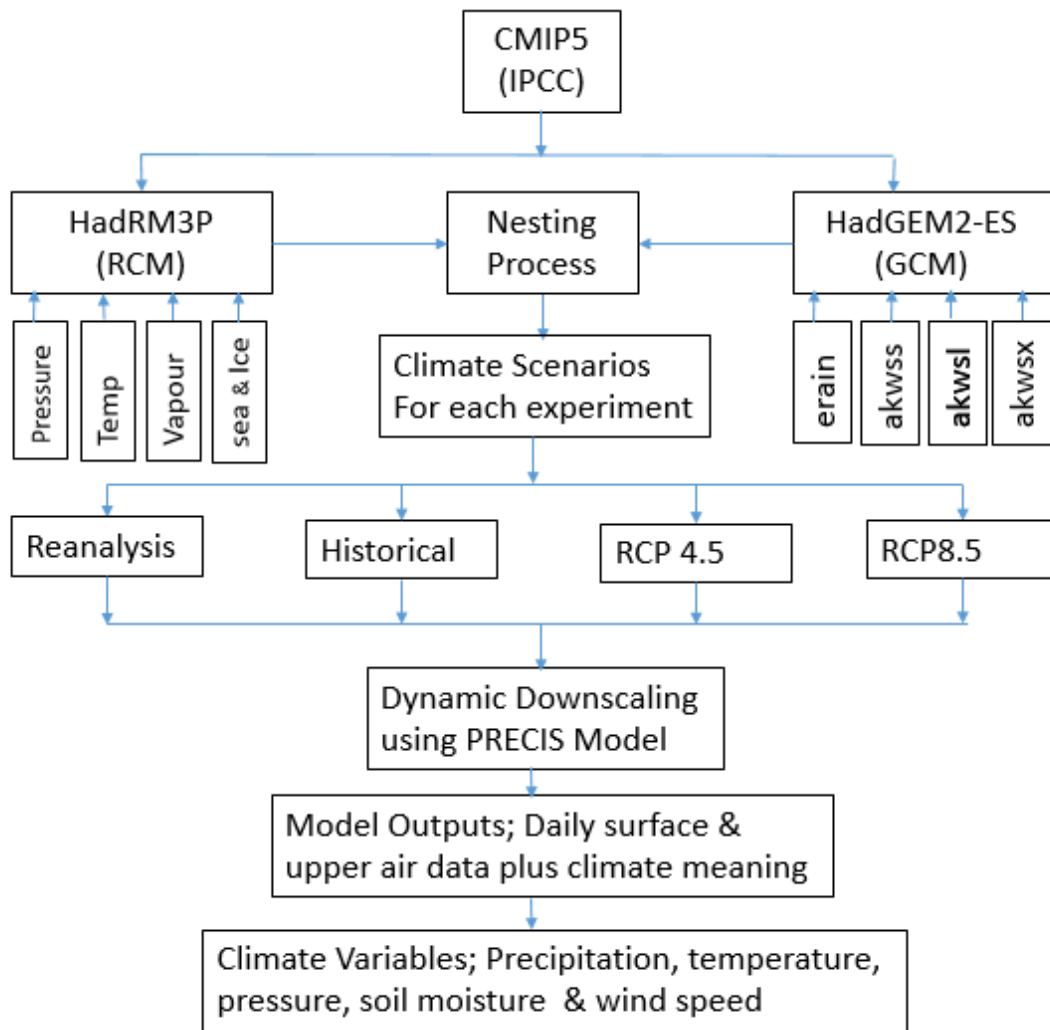 CMIP5
(IPCC)
HadRM3P
(RCM)
Nesting
Process
HadGEM2-ES
(GCM)
Pressure
Temp
Vapour
sea & Ice
Climate Scenarios
For each experiment
erain
akwss
akwsl
akwsx
Reanalysis
Historical
RCP 4.5
RCP8.5
Dynamic Downscaling
using PRECIS Model
Model Outputs; Daily surface &
upper air data plus climate meaning
Climate Variables; Precipitation, temperature,
pressure, soil moisture & wind speed